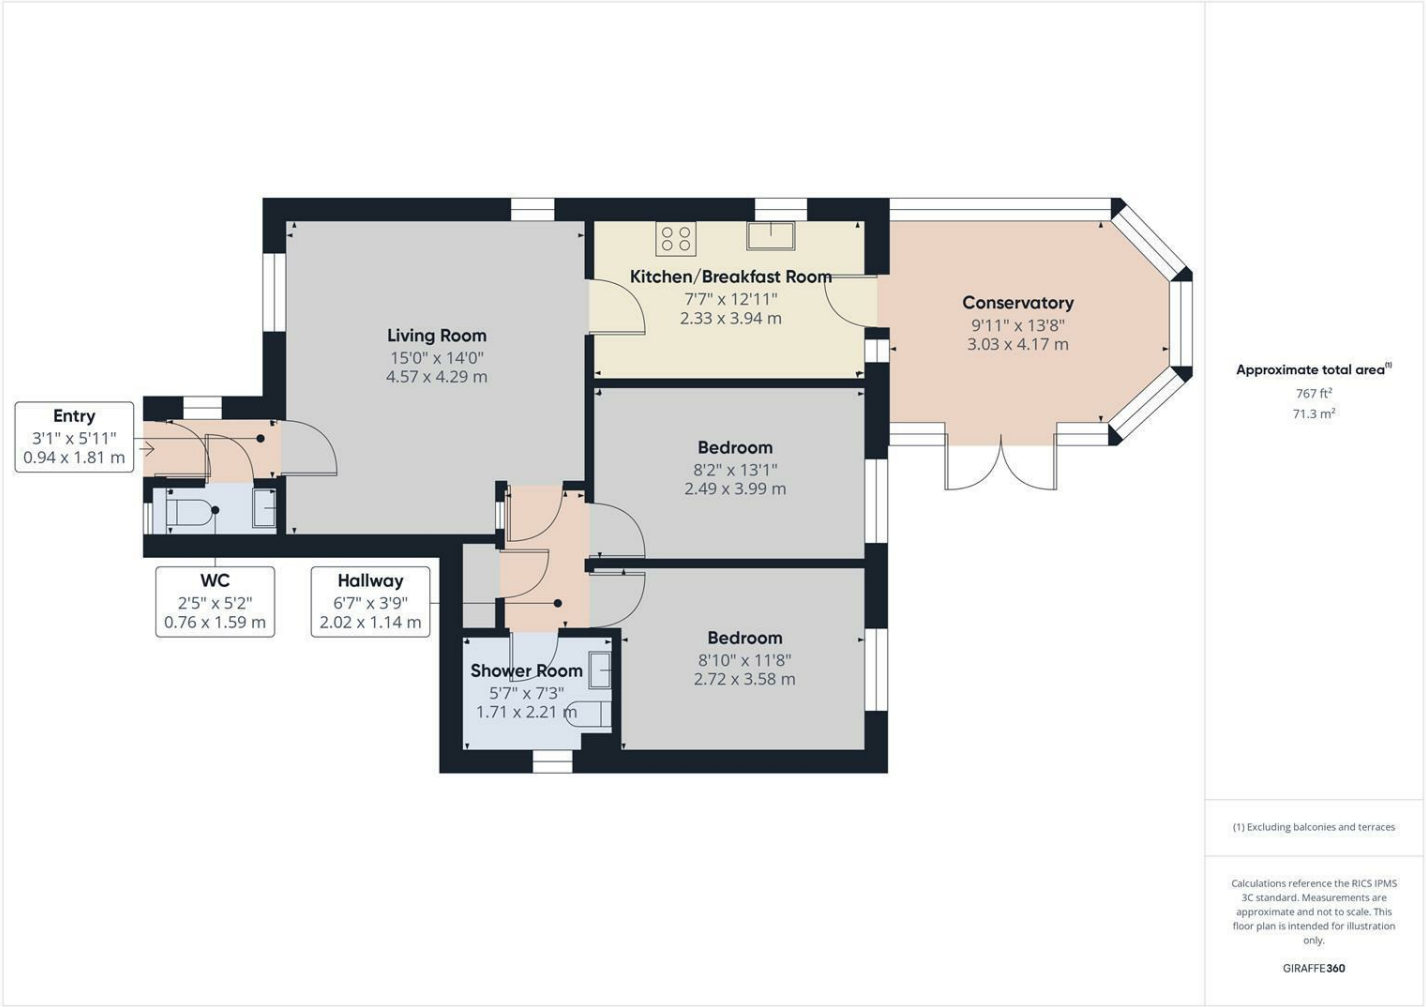 Living Room
15'0" x 14'0"
4.57 x 4.29 m
Kitchen/Breakfast Room
7'7" x 12'11"
2.33 x 3.94 m
Conservatory
9'11" x 13'8"
3.03 x 4.17 m
Entry
3'1" x 5'11"
0.94 x 1.81 m
Bedroom
8'2" x 13'1"
2.49 x 3.99 m
WC
2'5" x 5'2"
0.76 x 1.59 m
Hallway
6'7" x 3'9"
2.02 x 1.14 m
Shower Room
5'7" x 7'3"
1.71 x 2.21 m
Bedroom
8'10" x 11'8"
2.72 x 3.58 m
Approximate total area⁽¹⁾
767 ft²
71.3 m²
(1) Excluding balconies and terraces
Calculations reference the RICS IPMS
3C standard. Measurements are
approximate and not to scale. This
floor plan is intended for illustration
only.
GIRAFFE360